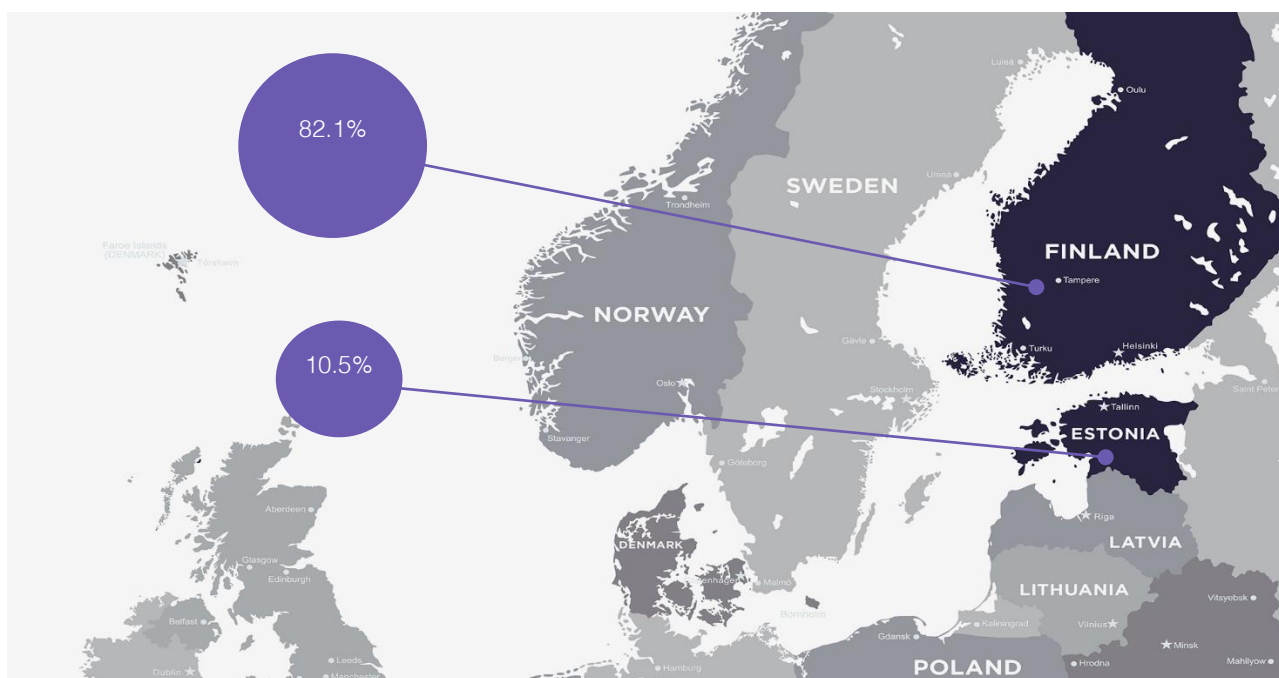 82.1%
10.5%
Luleå
Oulu
Umeå
SWEDEN
Trondheim
FINLAND
Tampere
Faroe Islands
(DENMARK)
Tórshavn
NORWAY
Gävle
Turku
Helsinki
Bergen
Oslo
Stockholm
Saint Peter
Tallinn
ESTONIA
Stavanger
Göteborg
Aberdeen
Riga
LATVIA
DENMARK
Glasgow
Edinburgh
Malmö
LITHUANIA
Vitsyebsk
Bornholm
Belfast
Kaliningrad
Vilnius
Gdansk
Minsk
Leeds
Hamburg
POLAND
Hrodna
Mahilyow
Dublin
Manchester